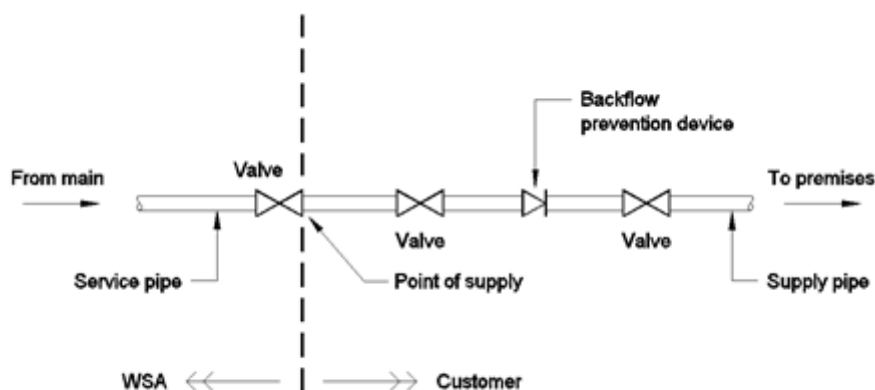 Backflow
prevention device
From main
Valve
To premises
Valve
Valve
Service pipe
Point of supply
Supply pipe
WSA
Customer